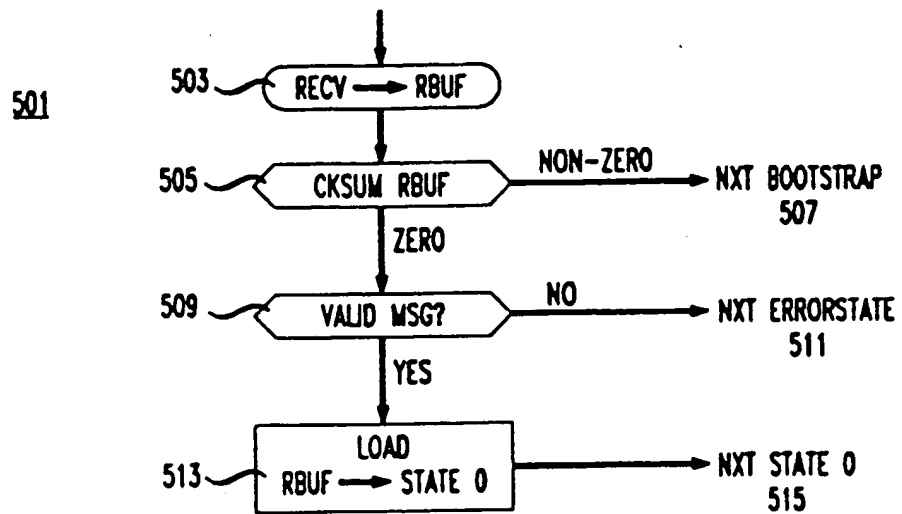 501
503
RECV → RBUF
505
CKSUM RBUF
NON-ZERO
NXT BOOTSTRAP
507
ZERO
509
VALID MSG?
NO
NXT ERRORSTATE
511
YES
513
LOAD
RBUF → STATE 0
NXT STATE 0
515